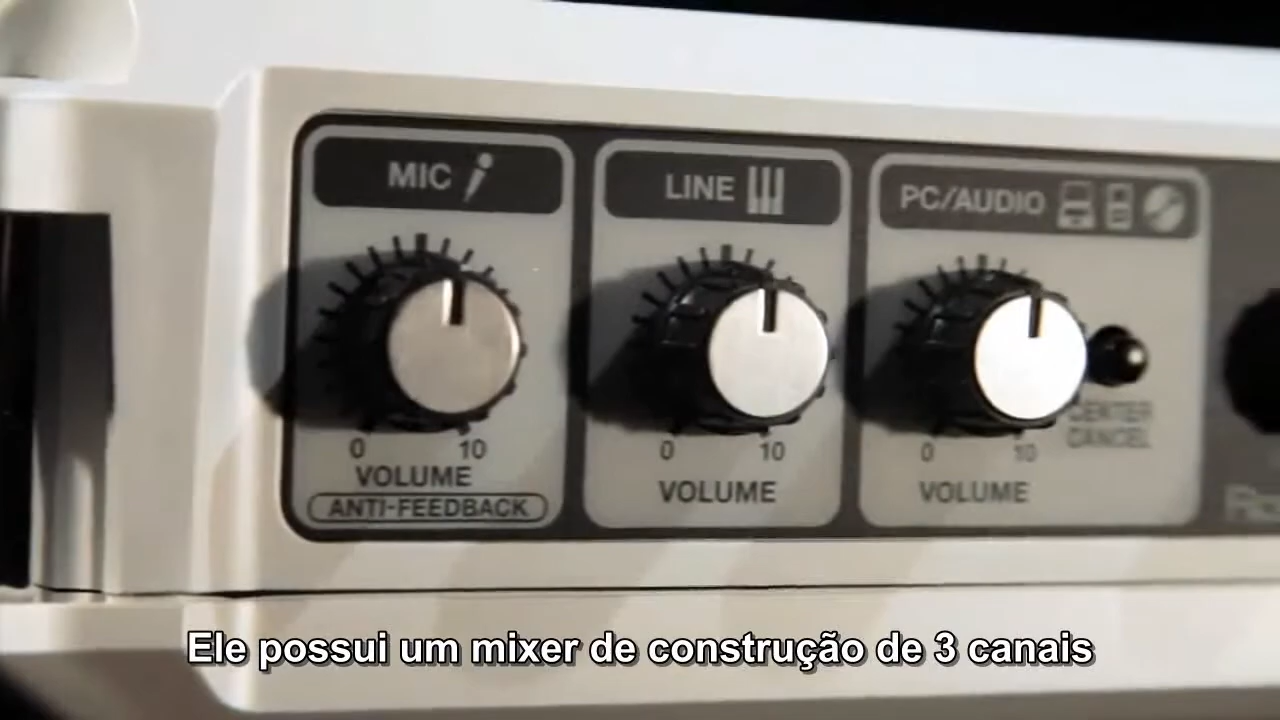 MIC
LINE
PC/AUDIO
0 10
VOLUME
ANTI-FEEDBACK
0 10
VOLUME
0 10
VOLUME
CENTER
CANCEL
Ele possui um mixer de construção de 3 canais